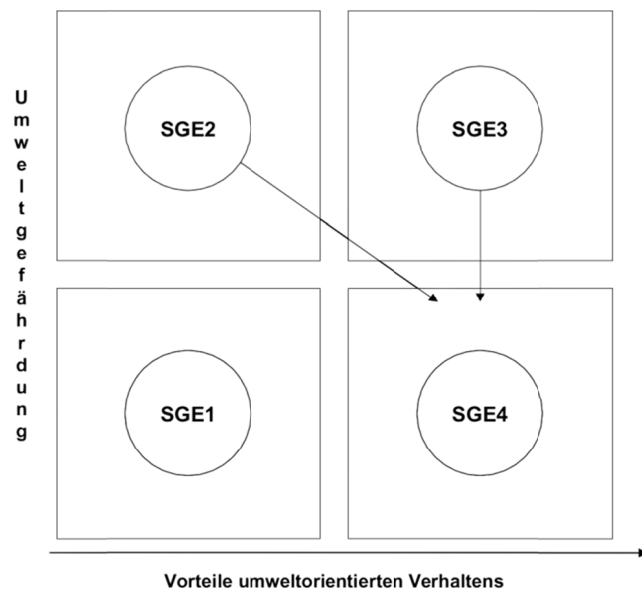 SGE2
SGE3
Umweltgefährdung
SGE1
SGE4
Vorteile umweltorientierten Verhaltens